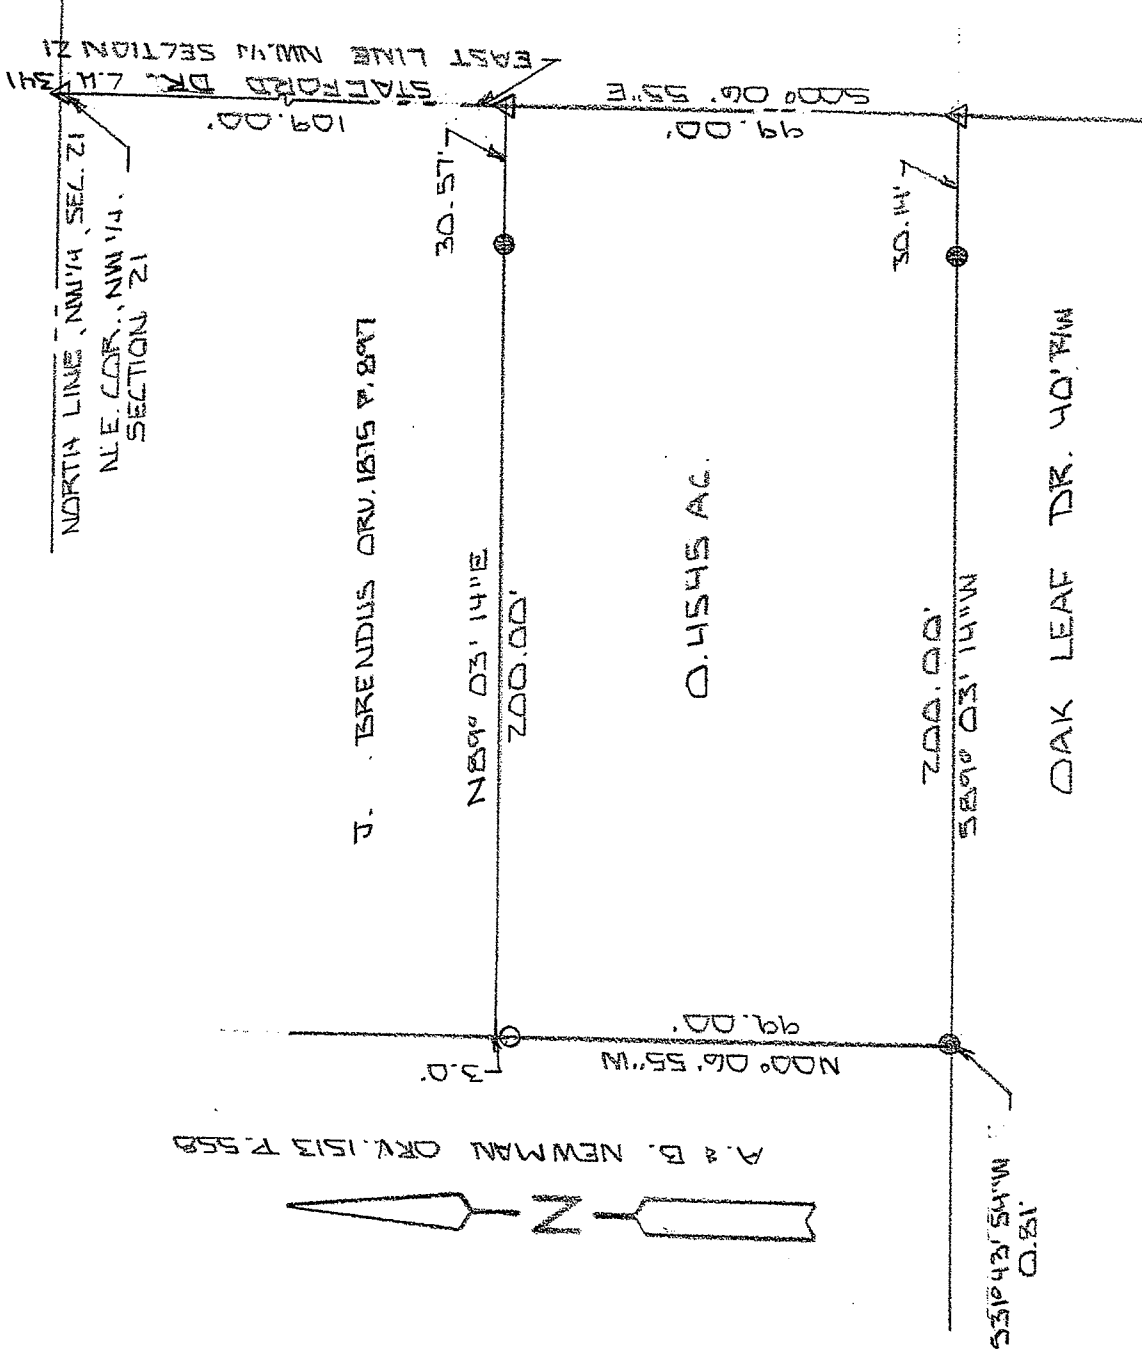 EAST LINE NW.1/4 SECTION 21
STAFFORD DR. L.H. 341
109.00'
S00° 06' 55"E
99.00'
NORTH LINE, NW1/4, SEC. 21
N.E. COR., NW1/4.
SECTION 21
30.57'
30.14'
J. BRENDUS ORV. 1875 P. 897
N89° 03' 14"E
200.00'
0.4545 AC.
200.00'
S89° 03' 14"W
OAK LEAF DR. 40' R/W
99.00'
N00° 06' 55"W
3.0'
A. & B. NEWMAN ORV. 1513 P. 558
N
S31° 43' 54"W
0.81'